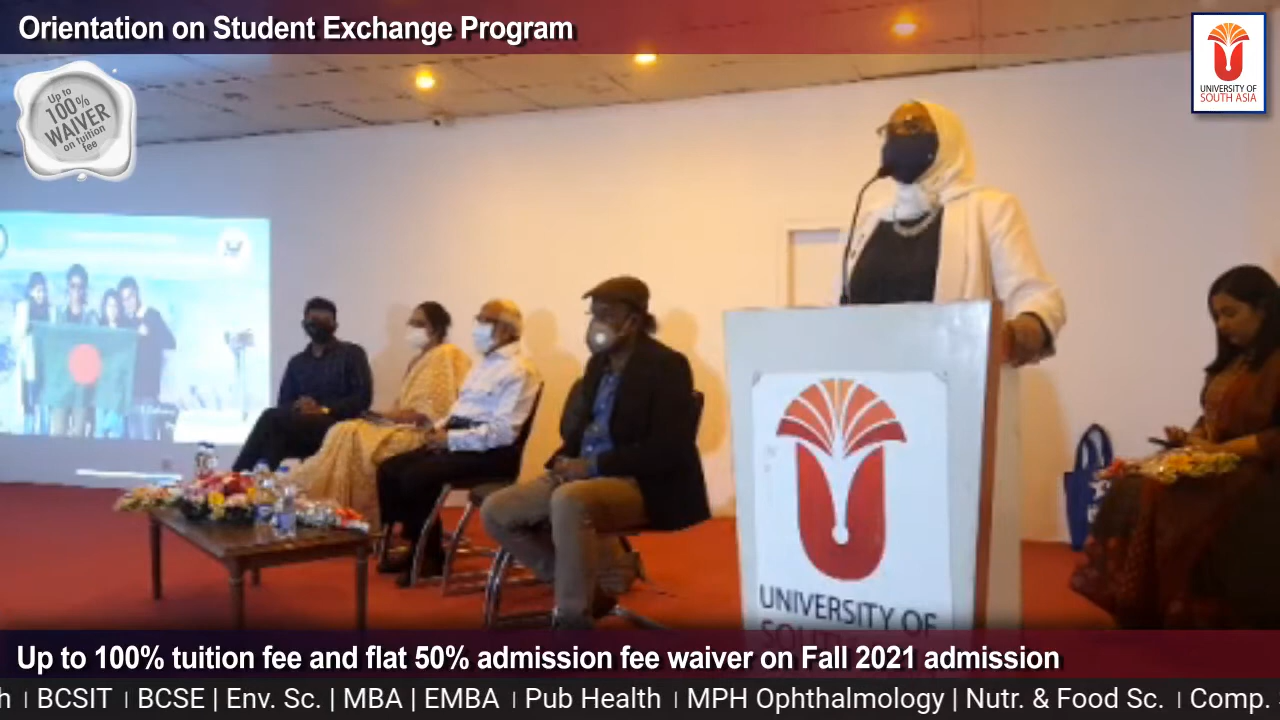 Orientation on Student Exchange Program
UNIVERSITY OF
SOUTH ASIA
Up to
100%
WAIVER
on tuition
fee
UNIVERSITY OF
Up to 100% tuition fee and flat 50% admission fee waiver on Fall 2021 admission
h | BCSIT | BCSE | Env. Sc. | MBA | EMBA | Pub Health | MPH Ophthalmology | Nutr. & Food Sc. | Comp.